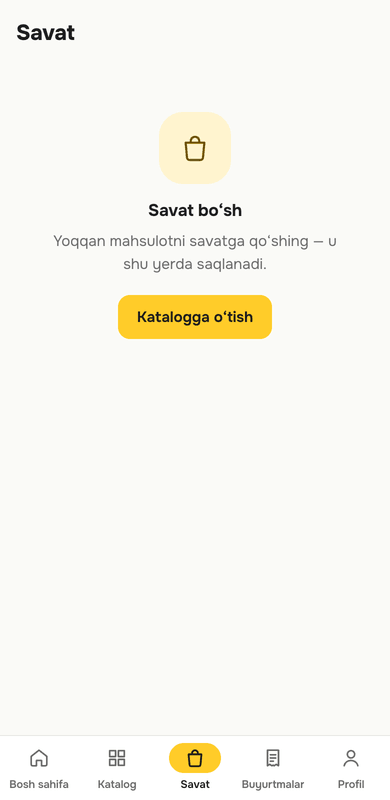 Savat
Savat bo‘sh
Yoqqan mahsulotni savatga qo‘shing — u
shu yerda saqlanadi.
Katalogga o‘tish
Bosh sahifa
Katalog
Savat
Buyurtmalar
Profil